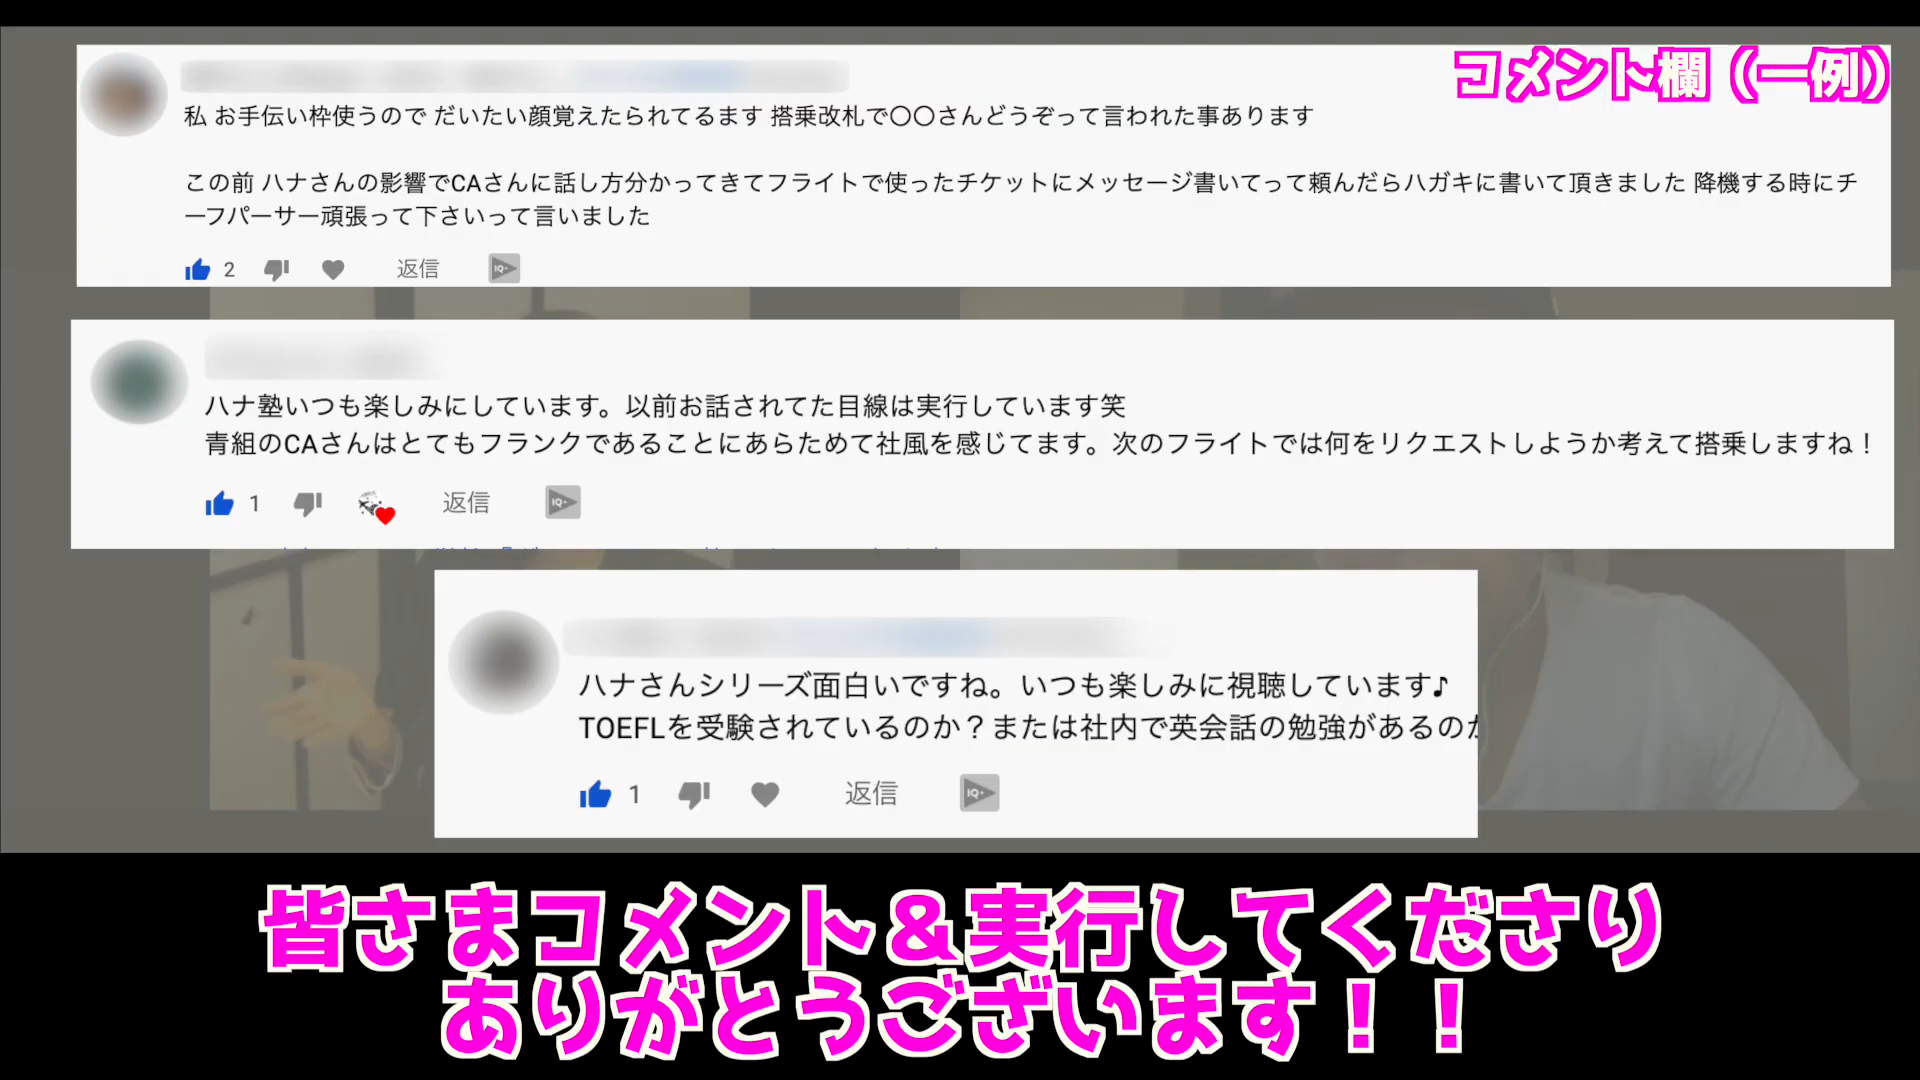 コメント欄（一例）
私 お手伝い枠使うので だいたい顔覚えたられてるます 搭乗改札で〇〇さんどうぞって言われた事あります
この前 ハナさんの影響でCAさんに話し方分かってきてフライトで使ったチケットにメッセージ書いてって頼んだらハガキに書いて頂きました 降機する時にチ
ーフパーサー頑張って下さいって言いました
2 返信 IQ+
ハナ塾いつも楽しみにしています。以前お話されてた目線は実行しています笑
青組のCAさんはとてもフランクであることにあらためて社風を感じてます。次のフライトでは何をリクエストしようか考えて搭乗しますね！
1 返信 IQ+
ハナさんシリーズ面白いですね。いつも楽しみに視聴しています♪
TOEFLを受験されているのか？または社内で英会話の勉強があるのか
1 返信 IQ+
皆さまコメント＆実行してくださり
ありがとうございます！！